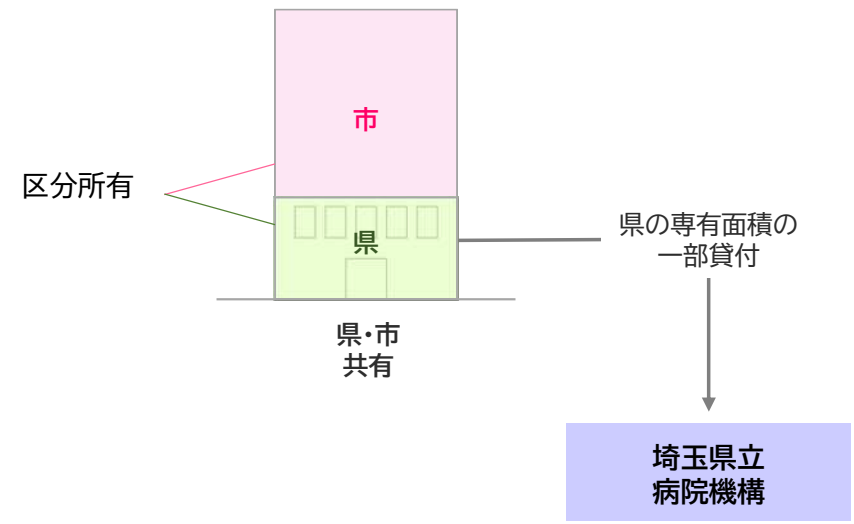 市
区分所有
県
県の専有面積の
一部貸付
県・市
共有
埼玉県立
病院機構